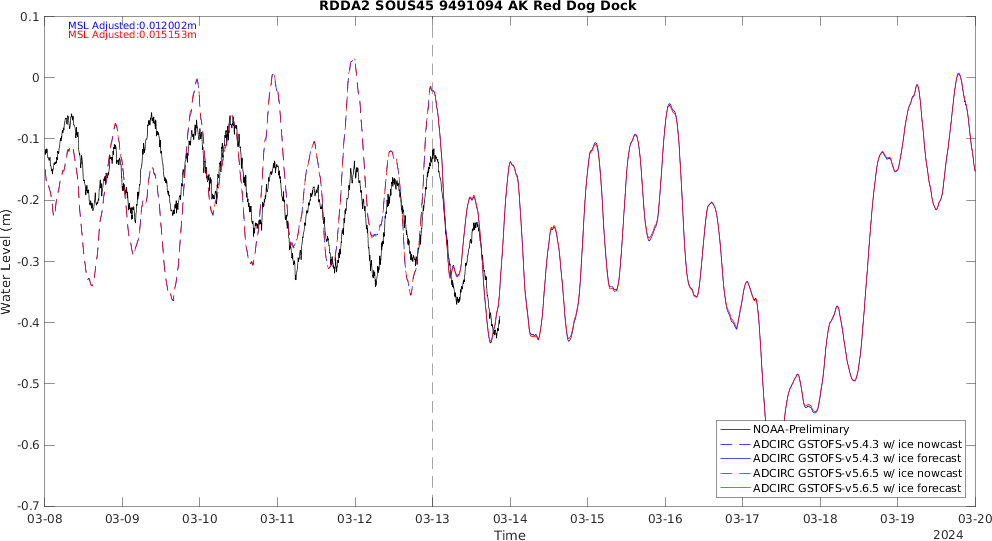 RDDA2 SOUS45 9491094 AK Red Dog Dock
MSL Adjusted:0.012002m
MSL Adjusted:0.015153m
0.1
0
-0.1
-0.2
-0.3
-0.4
-0.5
-0.6
-0.7
Water Level (m)
NOAA-Preliminary
ADCIRC GSTOFS-v5.4.3 w/ ice nowcast
ADCIRC GSTOFS-v5.4.3 w/ ice forecast
ADCIRC GSTOFS-v5.6.5 w/ ice nowcast
ADCIRC GSTOFS-v5.6.5 w/ ice forecast
03-08 03-09 03-10 03-11 03-12 03-13 03-14 03-15 03-16 03-17 03-18 03-19 03-20
Time
2024